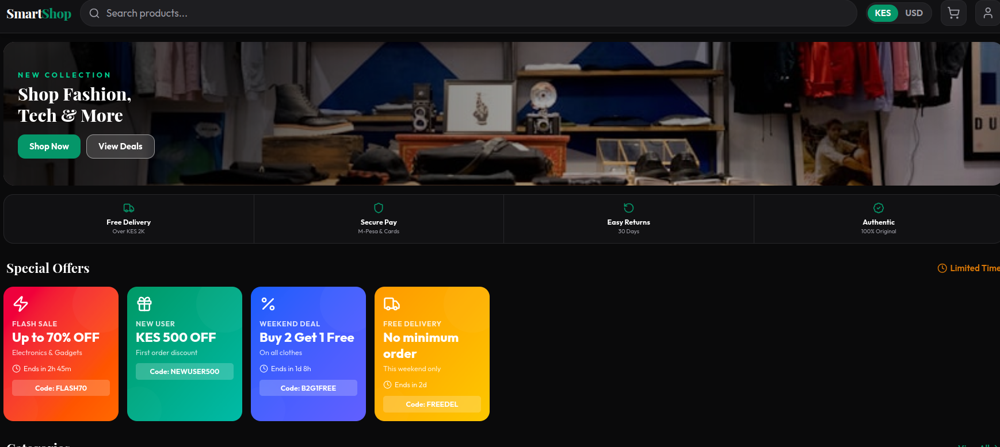 SmartShop
Search products...
KES USD
NEW COLLECTION
Shop Fashion,
Tech & More
Shop Now
View Deals
DU
Free Delivery
Over KES 2K
Secure Pay
M-Pesa & Cards
Easy Returns
30 Days
Authentic
100% Original
Special Offers
Limited Time
FLASH SALE
Up to 70% OFF
Electronics & Gadgets
Ends in 2h 45m
Code: FLASH70
NEW USER
KES 500 OFF
First order discount
Code: NEWUSER500
WEEKEND DEAL
Buy 2 Get 1 Free
On all clothes
Ends in 1d 8h
Code: B2G1FREE
FREE DELIVERY
No minimum
order
This weekend only
Ends in 2d
Code: FREEDEL
Categories
View All